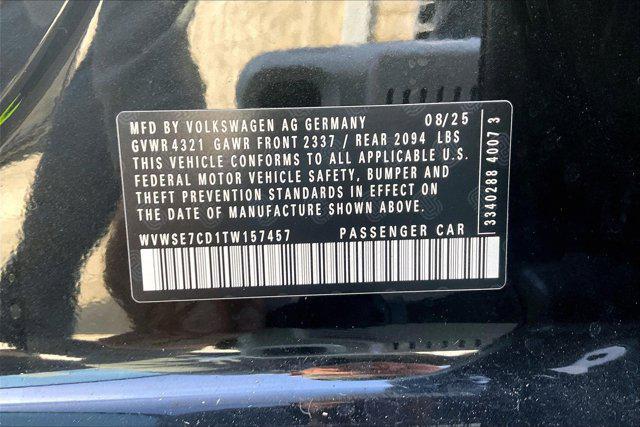 MFD BY VOLKSWAGEN AG GERMANY 08/25
GVWR 4321 GAWR FRONT 2337 / REAR 2094 LBS
THIS VEHICLE CONFORMS TO ALL APPLICABLE U.S.
FEDERAL MOTOR VEHICLE SAFETY, BUMPER AND
THEFT PREVENTION STANDARDS IN EFFECT ON
THE DATE OF MANUFACTURE SHOWN ABOVE.
WVWSE7CD1TW157457 PASSENGER CAR
3340288 4007 3